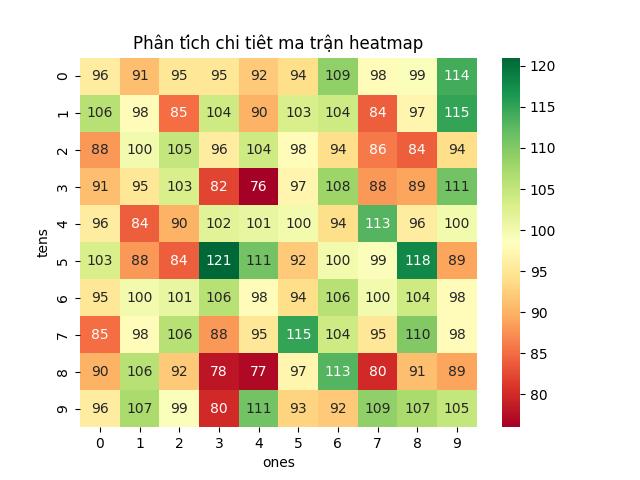 Phân tích chi tiêt ma trận heatmap
0 96 91 95 95 92 94 109 98 99 114
1 106 98 85 104 90 103 104 84 97 115
2 88 100 105 96 104 98 94 86 84 94
3 91 95 103 82 76 97 108 88 89 111
4 96 84 90 102 101 100 94 113 96 100
5 103 88 84 121 111 92 100 99 118 89
6 95 100 101 106 98 94 106 100 104 98
7 85 98 106 88 95 115 104 95 110 98
8 90 106 92 78 77 97 113 80 91 89
9 96 107 99 80 111 93 92 109 107 105
0 1 2 3 4 5 6 7 8 9
ones
tens
120
115
110
105
100
95
90
85
80